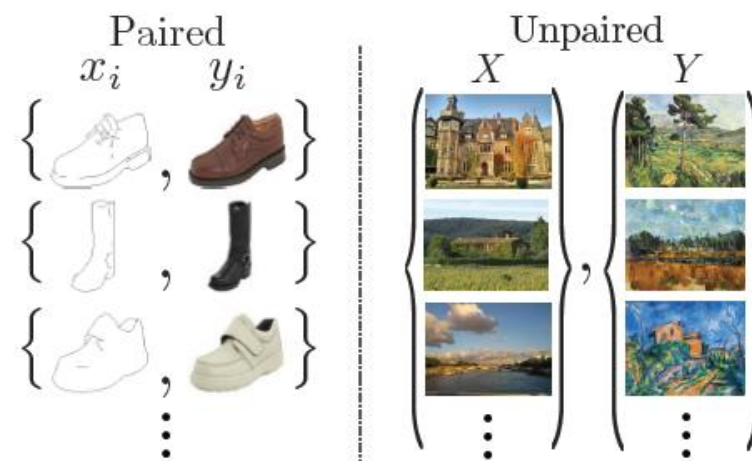 Paired
Unpaired
x_i y_i
X Y
{ , }
{ , }
{ , }
⋮
{ ⋮ } , { ⋮ }